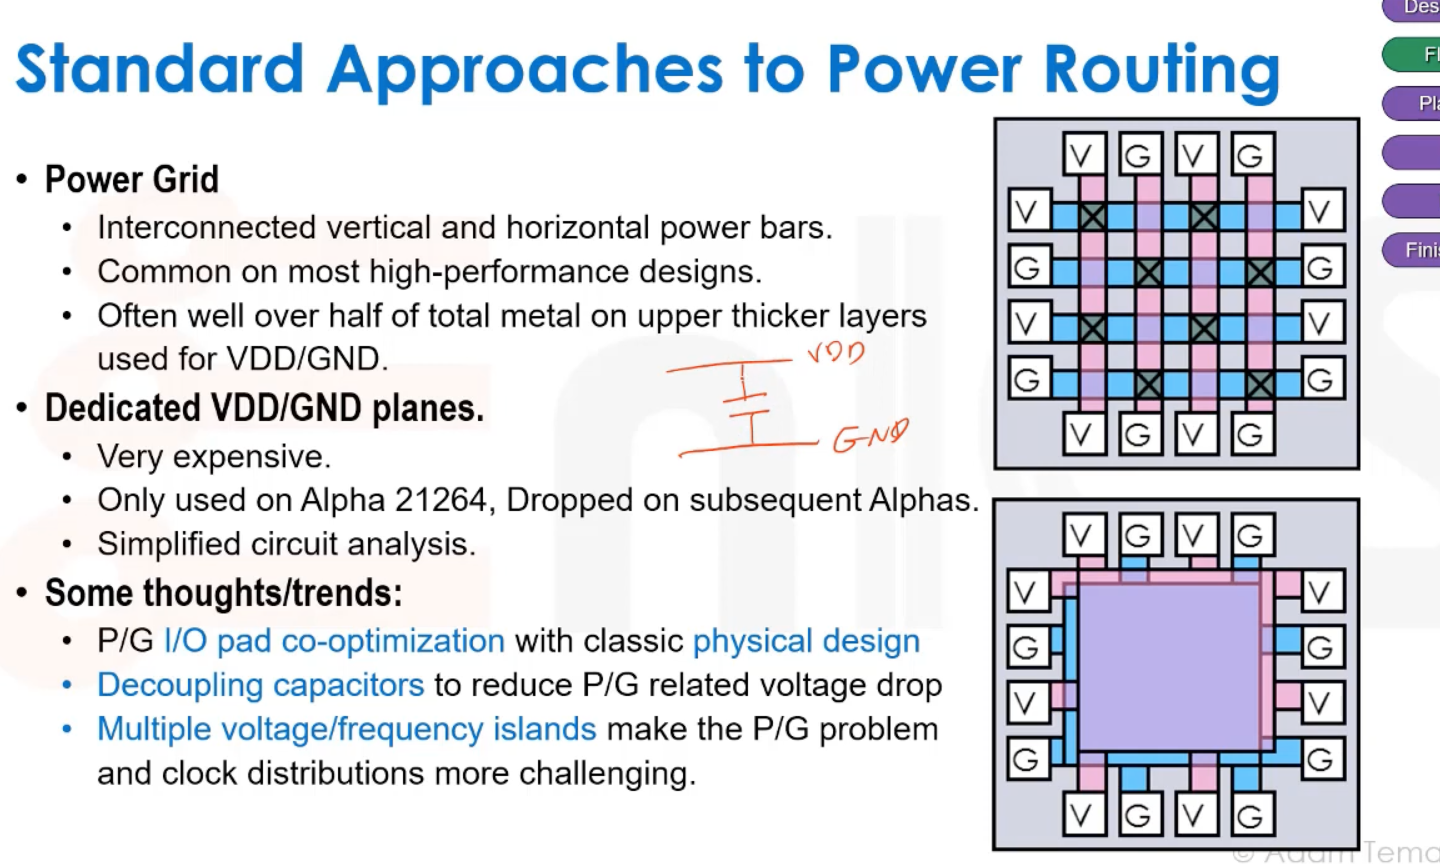 Standard Approaches to Power Routing
• Power Grid
• Interconnected vertical and horizontal power bars.
• Common on most high-performance designs.
• Often well over half of total metal on upper thicker layers
used for VDD/GND.
VDD
GND
• Dedicated VDD/GND planes.
• Very expensive.
• Only used on Alpha 21264, Dropped on subsequent Alphas.
• Simplified circuit analysis.
• Some thoughts/trends:
• P/G I/O pad co-optimization with classic physical design
• Decoupling capacitors to reduce P/G related voltage drop
• Multiple voltage/frequency islands make the P/G problem
and clock distributions more challenging.
V G V G
V V
G G
V V
G G
V G V G
V G V G
V V
G G
V V
G G
V G V G
Des
Fl
Pla
Finis
© Adam Tema